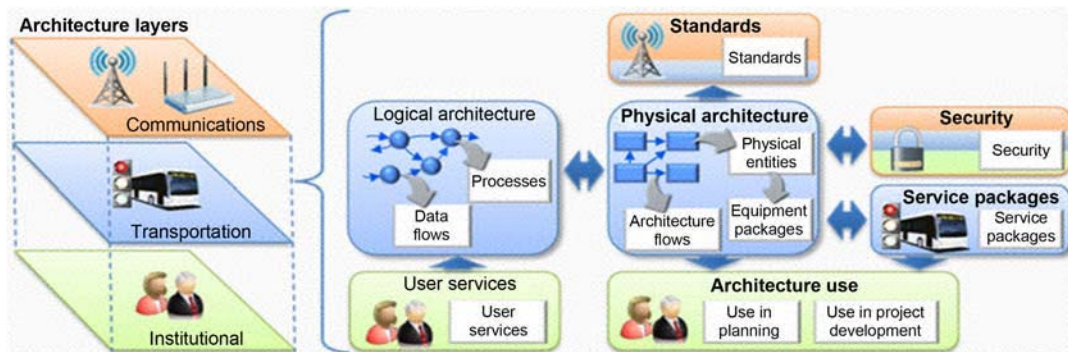 Architecture layers
Communications
Transportation
Institutional
Logical architecture
Processes
Data
flows
User services
User
services
Standards
Standards
Physical architecture
Physical
entities
Architecture
flows
Equipment
packages
Security
Security
Service packages
Service
packages
Architecture use
Use in
planning
Use in project
development